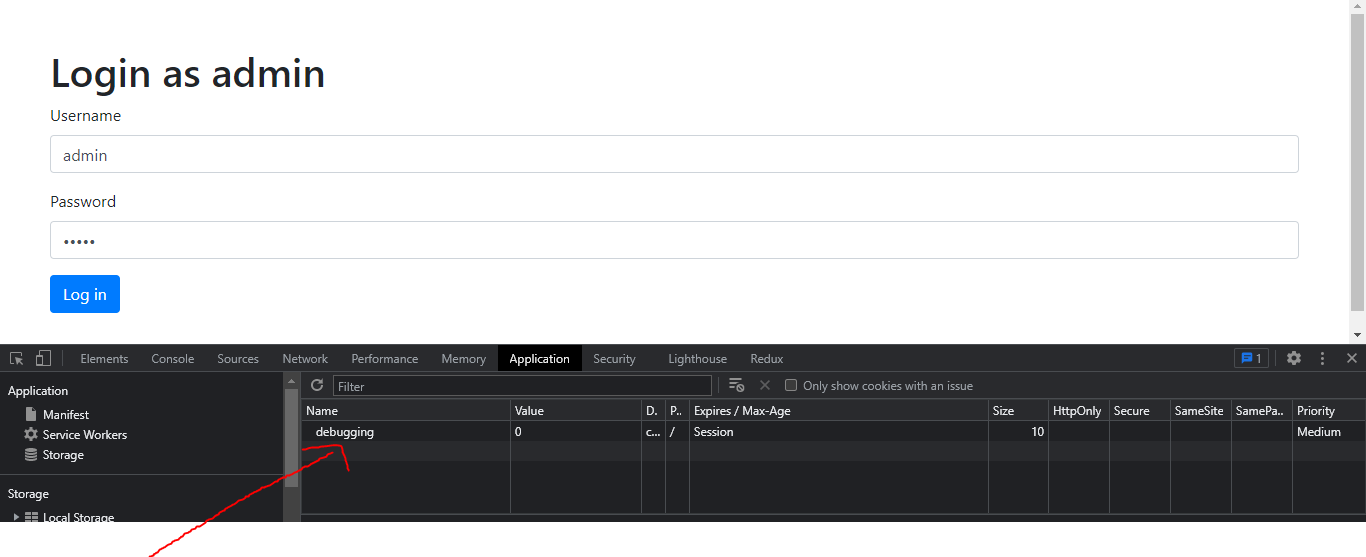 Login as admin
Username
admin
Password
•••••
Log in
Elements Console Sources Network Performance Memory Application Security Lighthouse Redux 1
Application
Manifest
Service Workers
Storage
Storage
Local Storage
Filter Only show cookies with an issue
Name Value D. P.. Expires / Max-Age Size HttpOnly Secure SameSite SamePa.. Priority
debugging 0 c... / Session 10 Medium